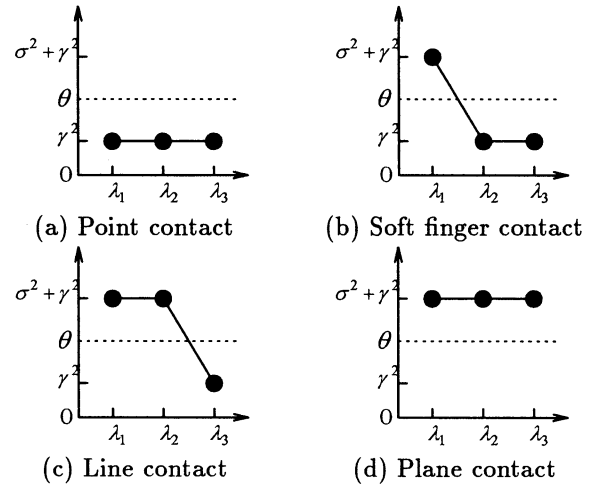 σ² + γ²
θ
γ²
0
λ₁ λ₂ λ₃
(a) Point contact
σ² + γ²
θ
γ²
0
λ₁ λ₂ λ₃
(b) Soft finger contact
σ² + γ²
θ
γ²
0
λ₁ λ₂ λ₃
(c) Line contact
σ² + γ²
θ
γ²
0
λ₁ λ₂ λ₃
(d) Plane contact